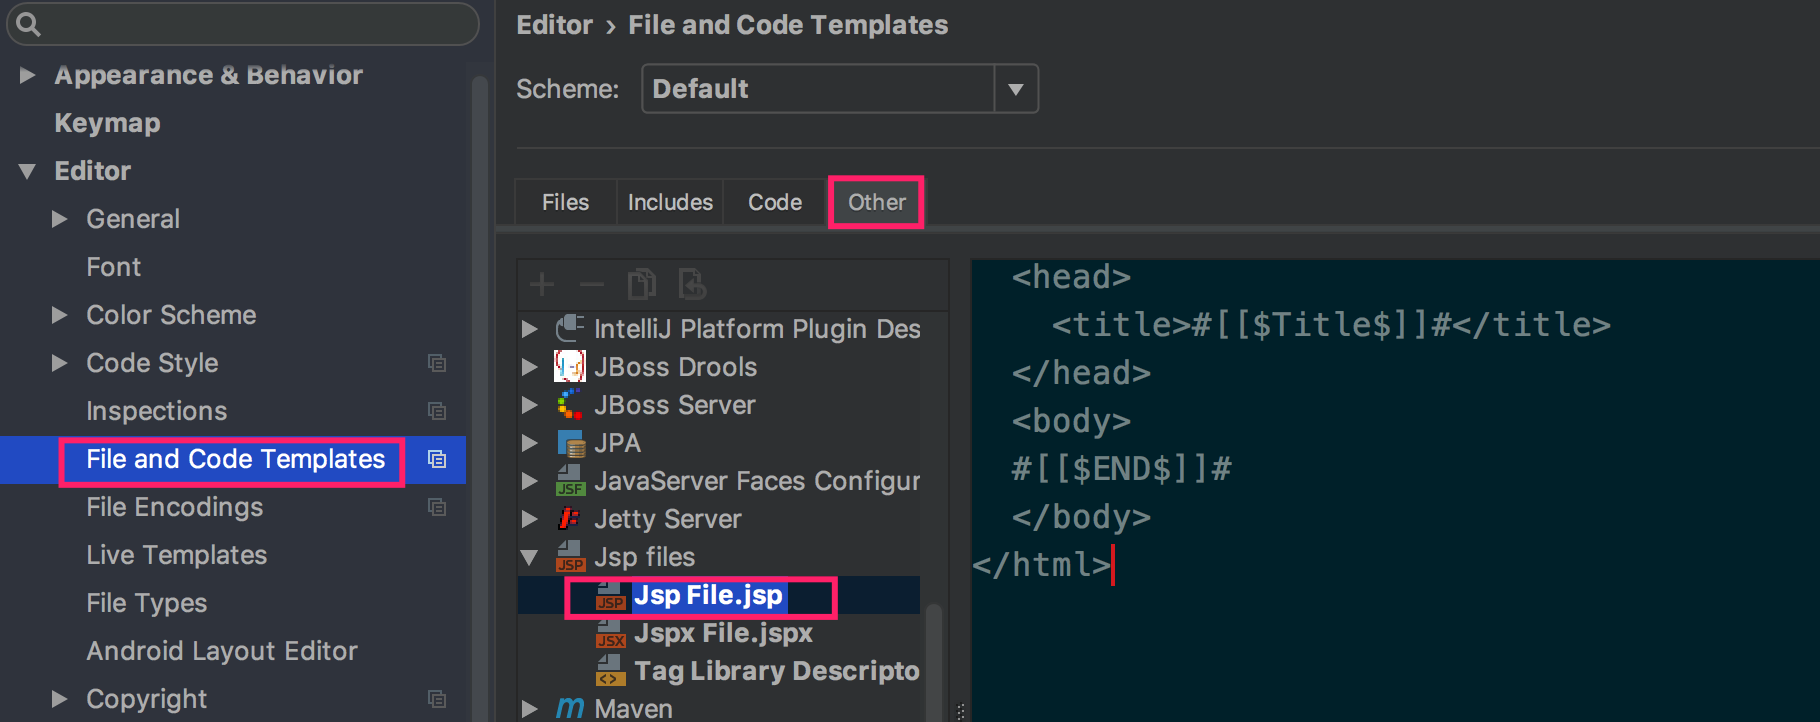 Appearance & Behavior
Keymap
Editor
General
Font
Color Scheme
Code Style
Inspections
File and Code Templates
File Encodings
Live Templates
File Types
Android Layout Editor
Copyright
Editor › File and Code Templates
Scheme: Default
Files Includes Code Other
IntelliJ Platform Plugin Des
JBoss Drools
JBoss Server
JPA
JSF JavaServer Faces Configur
Jetty Server
JSP Jsp files
JSP Jsp File.jsp
JSX Jspx File.jspx
<> Tag Library Descripto
m Maven
<head>
<title>#[[$Title$]]#</title>
</head>
<body>
#[[$END$]]#
</body>
</html>